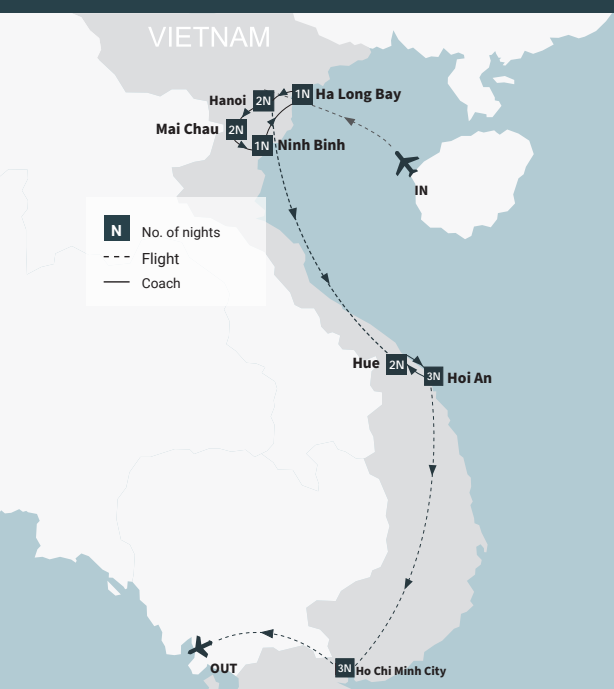 VIETNAM
Hanoi 2N
1N Ha Long Bay
Mai Chau 2N
1N Ninh Binh
IN
N No. of nights
Flight
Coach
Hue 2N
3N Hoi An
3N Ho Chi Minh City
OUT